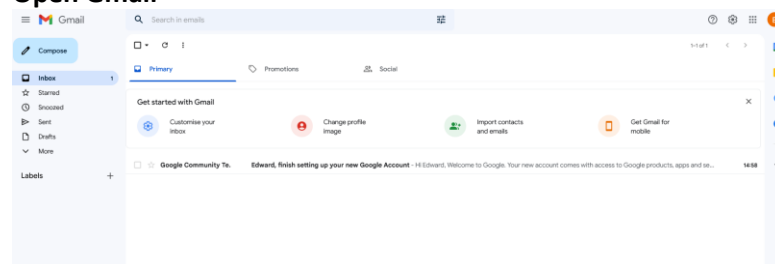 Open Gmail
Gmail
Search in emails
Compose
1–1 of 1
Inbox 1
Primary
Promotions
Social
Starred
Snoozed
Sent
Drafts
More
Labels
Get started with Gmail
Customise your
inbox
Change profile
image
Import contacts
and emails
Get Gmail for
mobile
Google Community Te. Edward, finish setting up your new Google Account - Hi Edward, Welcome to Google. Your new account comes with access to Google products, apps and se... 14:58